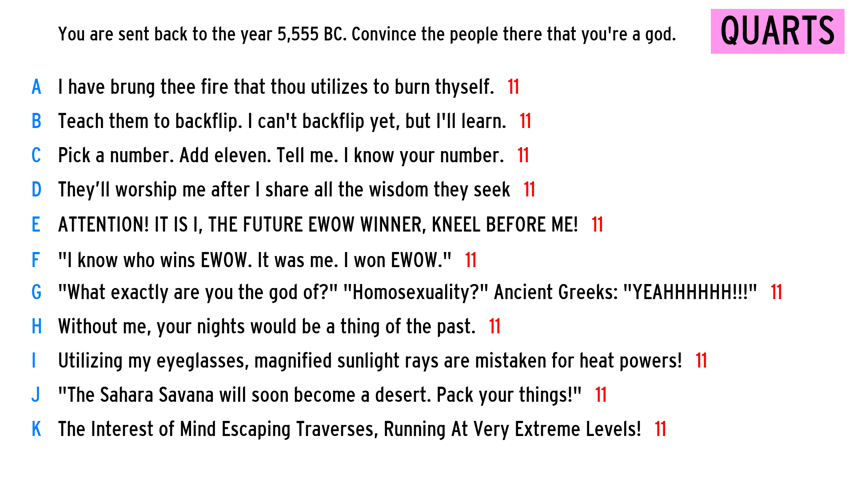 You are sent back to the year 5,555 BC. Convince the people there that you're a god.
QUARTS
A I have brung thee fire that thou utilizes to burn thyself. 11
B Teach them to backflip. I can't backflip yet, but I'll learn. 11
C Pick a number. Add eleven. Tell me. I know your number. 11
D They’ll worship me after I share all the wisdom they seek 11
E ATTENTION! IT IS I, THE FUTURE EWOW WINNER, KNEEL BEFORE ME! 11
F "I know who wins EWOW. It was me. I won EWOW." 11
G "What exactly are you the god of?" "Homosexuality?" Ancient Greeks: "YEAHHHHHH!!!" 11
H Without me, your nights would be a thing of the past. 11
I Utilizing my eyeglasses, magnified sunlight rays are mistaken for heat powers! 11
J "The Sahara Savana will soon become a desert. Pack your things!" 11
K The Interest of Mind Escaping Traverses, Running At Very Extreme Levels! 11